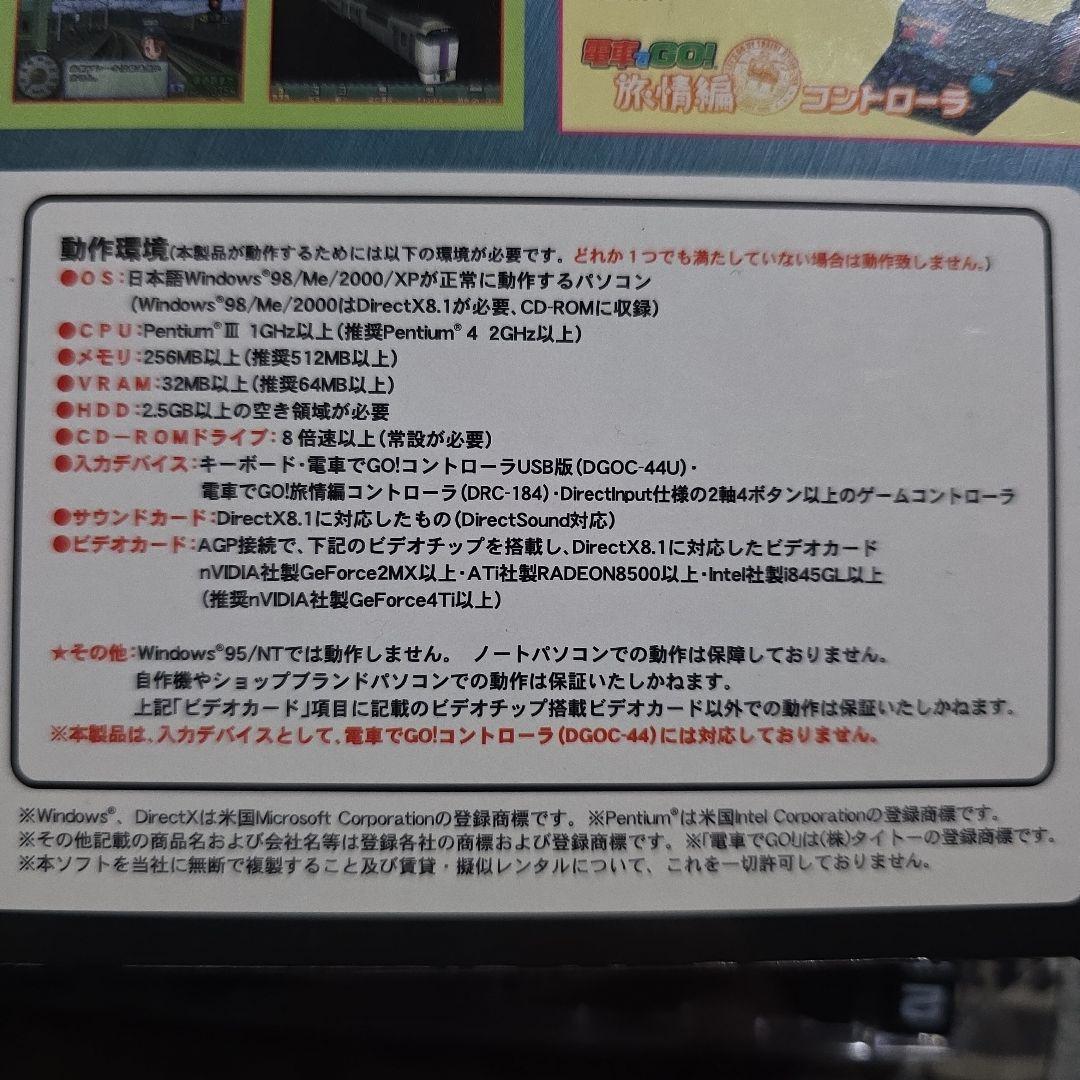 電車でGO!
旅情編
コントローラ
動作環境(本製品が動作するためには以下の環境が必要です。どれか1つでも満たしていない場合は動作致しません。)
●OS:日本語Windows®98/Me/2000/XPが正常に動作するパソコン
(Windows®98/Me/2000はDirectX8.1が必要、CD-ROMに収録)
●CPU:Pentium®Ⅲ 1GHz以上(推奨Pentium®4 2GHz以上)
●メモリ:256MB以上(推奨512MB以上)
●VRAM:32MB以上(推奨64MB以上)
●HDD:2.5GB以上の空き領域が必要
●CD-ROMドライブ:8倍速以上(常設が必要)
●入力デバイス:キーボード・電車でGO!コントローラUSB版(DGOC-44U)・
電車でGO!旅情編コントローラ(DRC-184)・DirectInput仕様の2軸4ボタン以上のゲームコントローラ
●サウンドカード:DirectX8.1に対応したもの(DirectSound対応)
●ビデオカード:AGP接続で、下記のビデオチップを搭載し、DirectX8.1に対応したビデオカード
nVIDIA社製GeForce2MX以上・ATi社製RADEON8500以上・Intel社製i845GL以上
(推奨nVIDIA社製GeForce4Ti以上)
★その他:Windows®95/NTでは動作しません。 ノートパソコンでの動作は保障しておりません。
自作機やショップブランドパソコンでの動作は保証いたしかねます。
上記「ビデオカード」項目に記載のビデオチップ搭載ビデオカード以外での動作は保証いたしかねます。
※本製品は、入力デバイスとして、電車でGO!コントローラ(DGOC-44)には対応しておりません。
※Windows®、DirectXは米国Microsoft Corporationの登録商標です。※Pentium®は米国Intel Corporationの登録商標です。
※その他記載の商品名および会社名等は登録各社の商標および登録商標です。※「電車でGO!」は(株)タイトーの登録商標です。
※本ソフトを当社に無断で複製すること及び賃貸・擬似レンタルについて、これを一切許可しておりません。